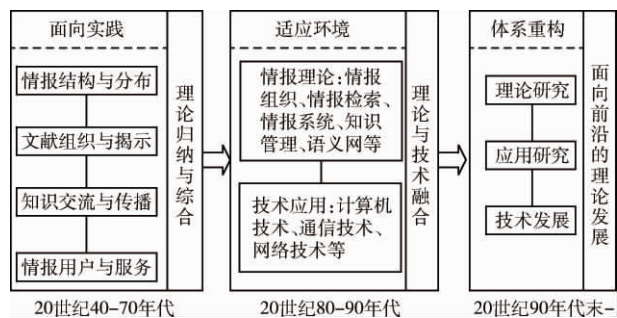 面向实践
情报结构与分布
文献组织与揭示
知识交流与传播
情报用户与服务
理论归纳与综合
20世纪40-70年代
适应环境
情报理论:情报
组织、情报检索、
情报系统、知识
管理、语义网等
技术应用:计算机
技术、通信技术、
网络技术等
理论与技术融合
20世纪80-90年代
体系重构
理论研究
应用研究
技术发展
面向前沿的理论发展
20世纪90年代末-